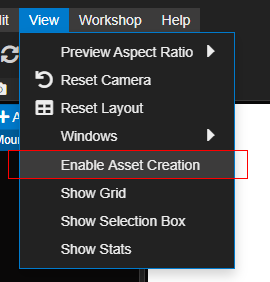 lit View Workshop Help
Preview Aspect Ratio
Reset Camera
Reset Layout
Windows
Enable Asset Creation
Show Grid
Show Selection Box
Show Stats
A
Moun